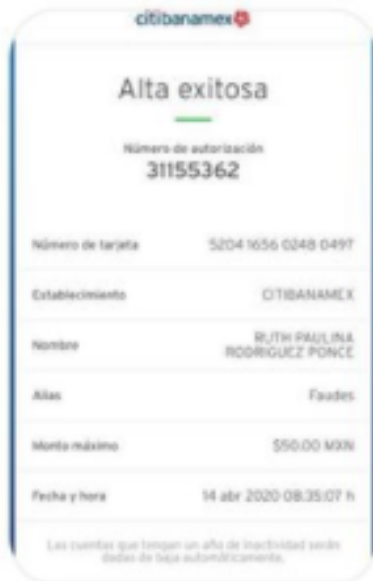 citibanamex
Alta exitosa
Número de autorización
31155362
Número de tarjeta 5204 1656 0248 0497
Establecimiento CITIBANAMEX
Nombre RUTH PAULINA
RODRIGUEZ PONCE
Alias Faudes
Monto máximo $50.00 MXN
Fecha y hora 14 abr 2020 08:35:07 h
Las cuentas que tengan un año de inactividad serán
dadas de baja automáticamente.